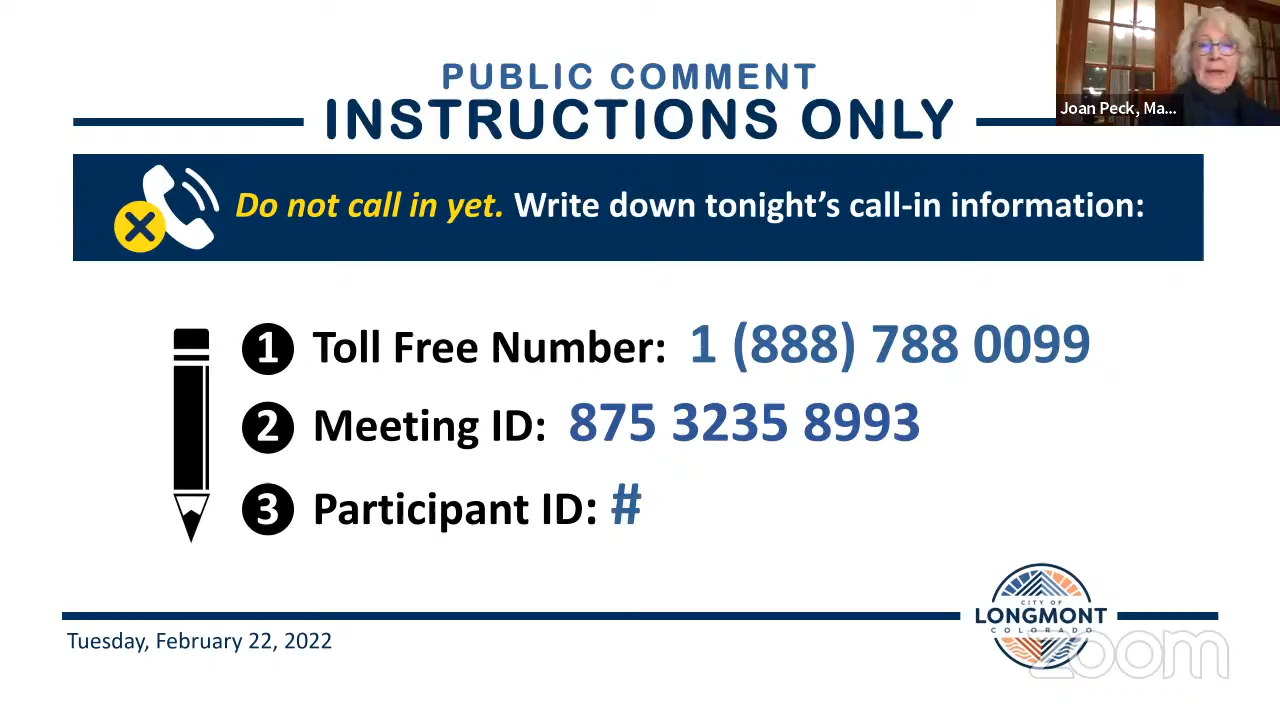 PUBLIC COMMENT
INSTRUCTIONS ONLY
Joan Peck, Ma...
Do not call in yet. Write down tonight's call-in information:
1 Toll Free Number: 1 (888) 788 0099
2 Meeting ID: 875 3235 8993
3 Participant ID: #
CITY OF
LONGMONT
COLORADO
Tuesday, February 22, 2022
zoom